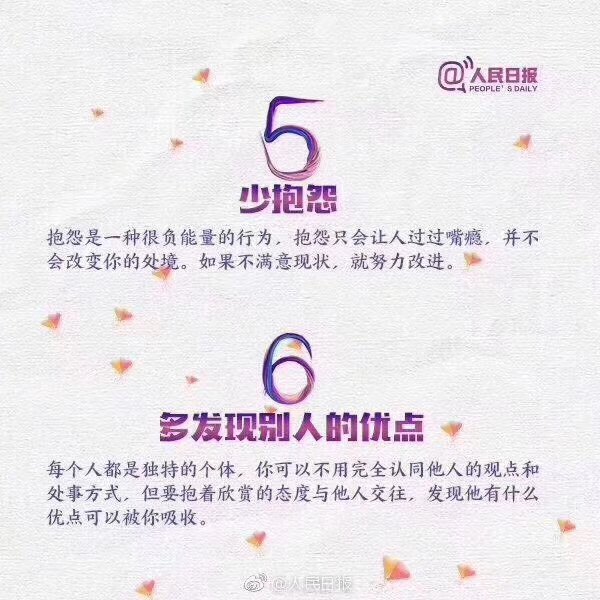 @人民日报
PEOPLE'S DAILY
5
少抱怨
抱怨是一种很负能量的行为，抱怨只会让人过过嘴瘾，并不
会改变你的处境。如果不满意现状，就努力改进。
6
多发现别人的优点
每个人都是独特的个体，你可以不用完全认同他人的观点和
处事方式，但要抱着欣赏的态度与他人交往，发现他有什么
优点可以被你吸收。
@人民日报